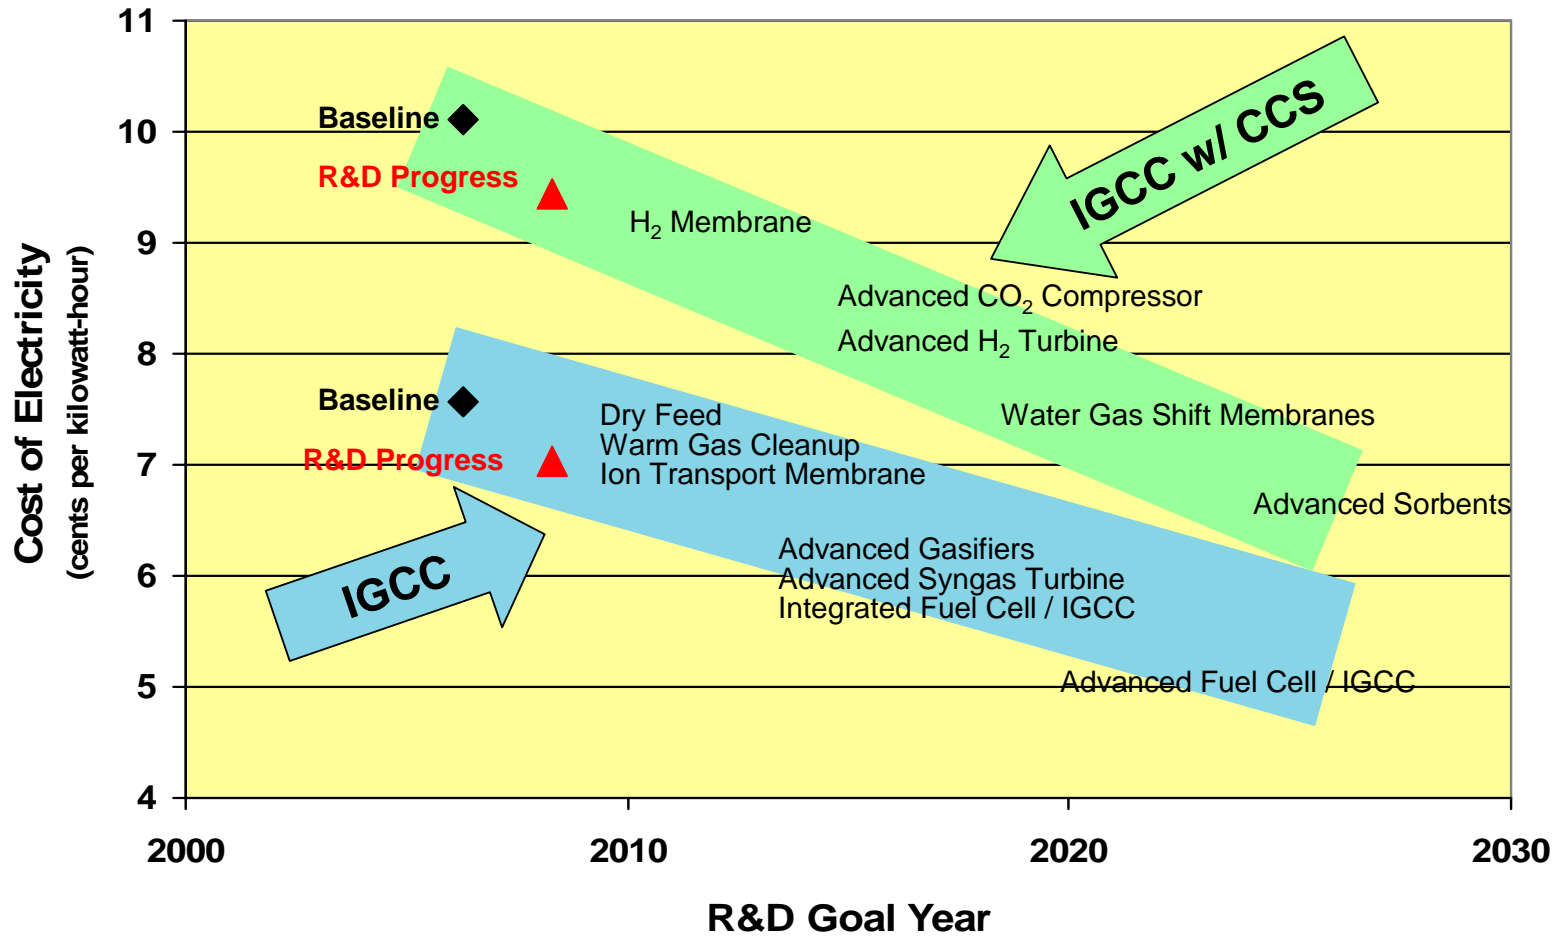 11
10
9
8
7
6
5
4
Cost of Electricity
(cents per kilowatt-hour)
Baseline
R&D Progress
H₂ Membrane
IGCC w/ CCS
Advanced CO₂ Compressor
Advanced H₂ Turbine
Water Gas Shift Membranes
Advanced Sorbents
Baseline
R&D Progress
Dry Feed
Warm Gas Cleanup
Ion Transport Membrane
IGCC
Advanced Gasifiers
Advanced Syngas Turbine
Integrated Fuel Cell / IGCC
Advanced Fuel Cell / IGCC
2000 2010 2020 2030
R&D Goal Year